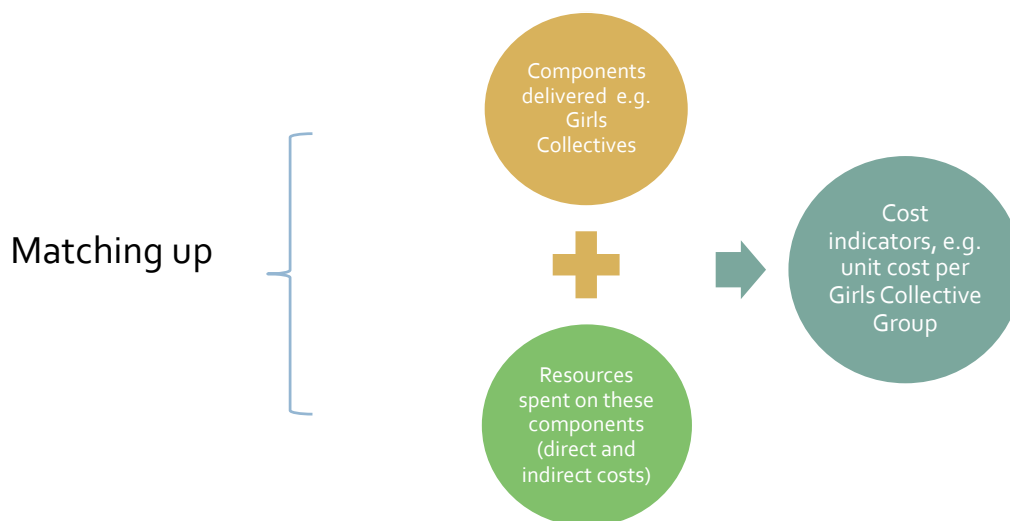 Matching up
Components
delivered e.g.
Girls
Collectives
Resources
spent on these
components
(direct and
indirect costs)
Cost
indicators, e.g.
unit cost per
Girls Collective
Group